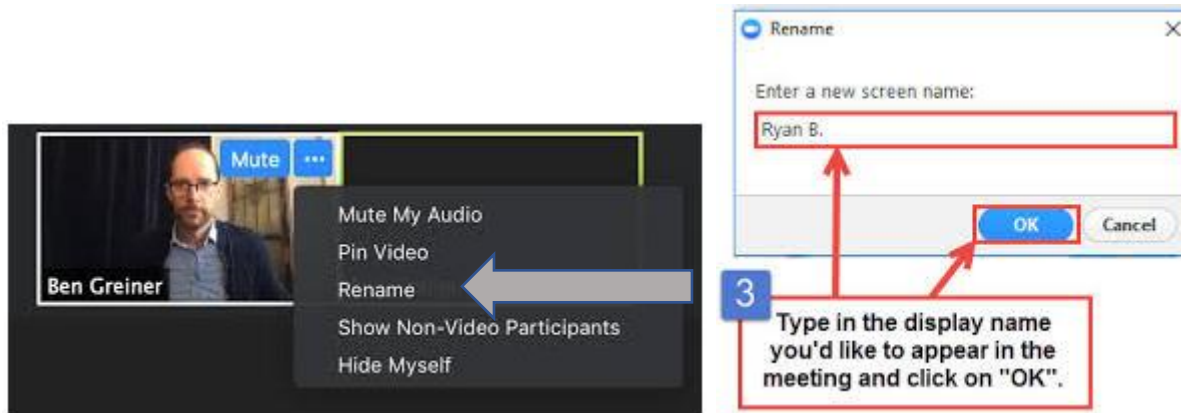 Mute ...
Ben Greiner
Mute My Audio
Pin Video
Rename
Show Non-Video Participants
Hide Myself
Rename
Enter a new screen name:
Ryan B.
OK Cancel
3
Type in the display name
you'd like to appear in the
meeting and click on "OK".